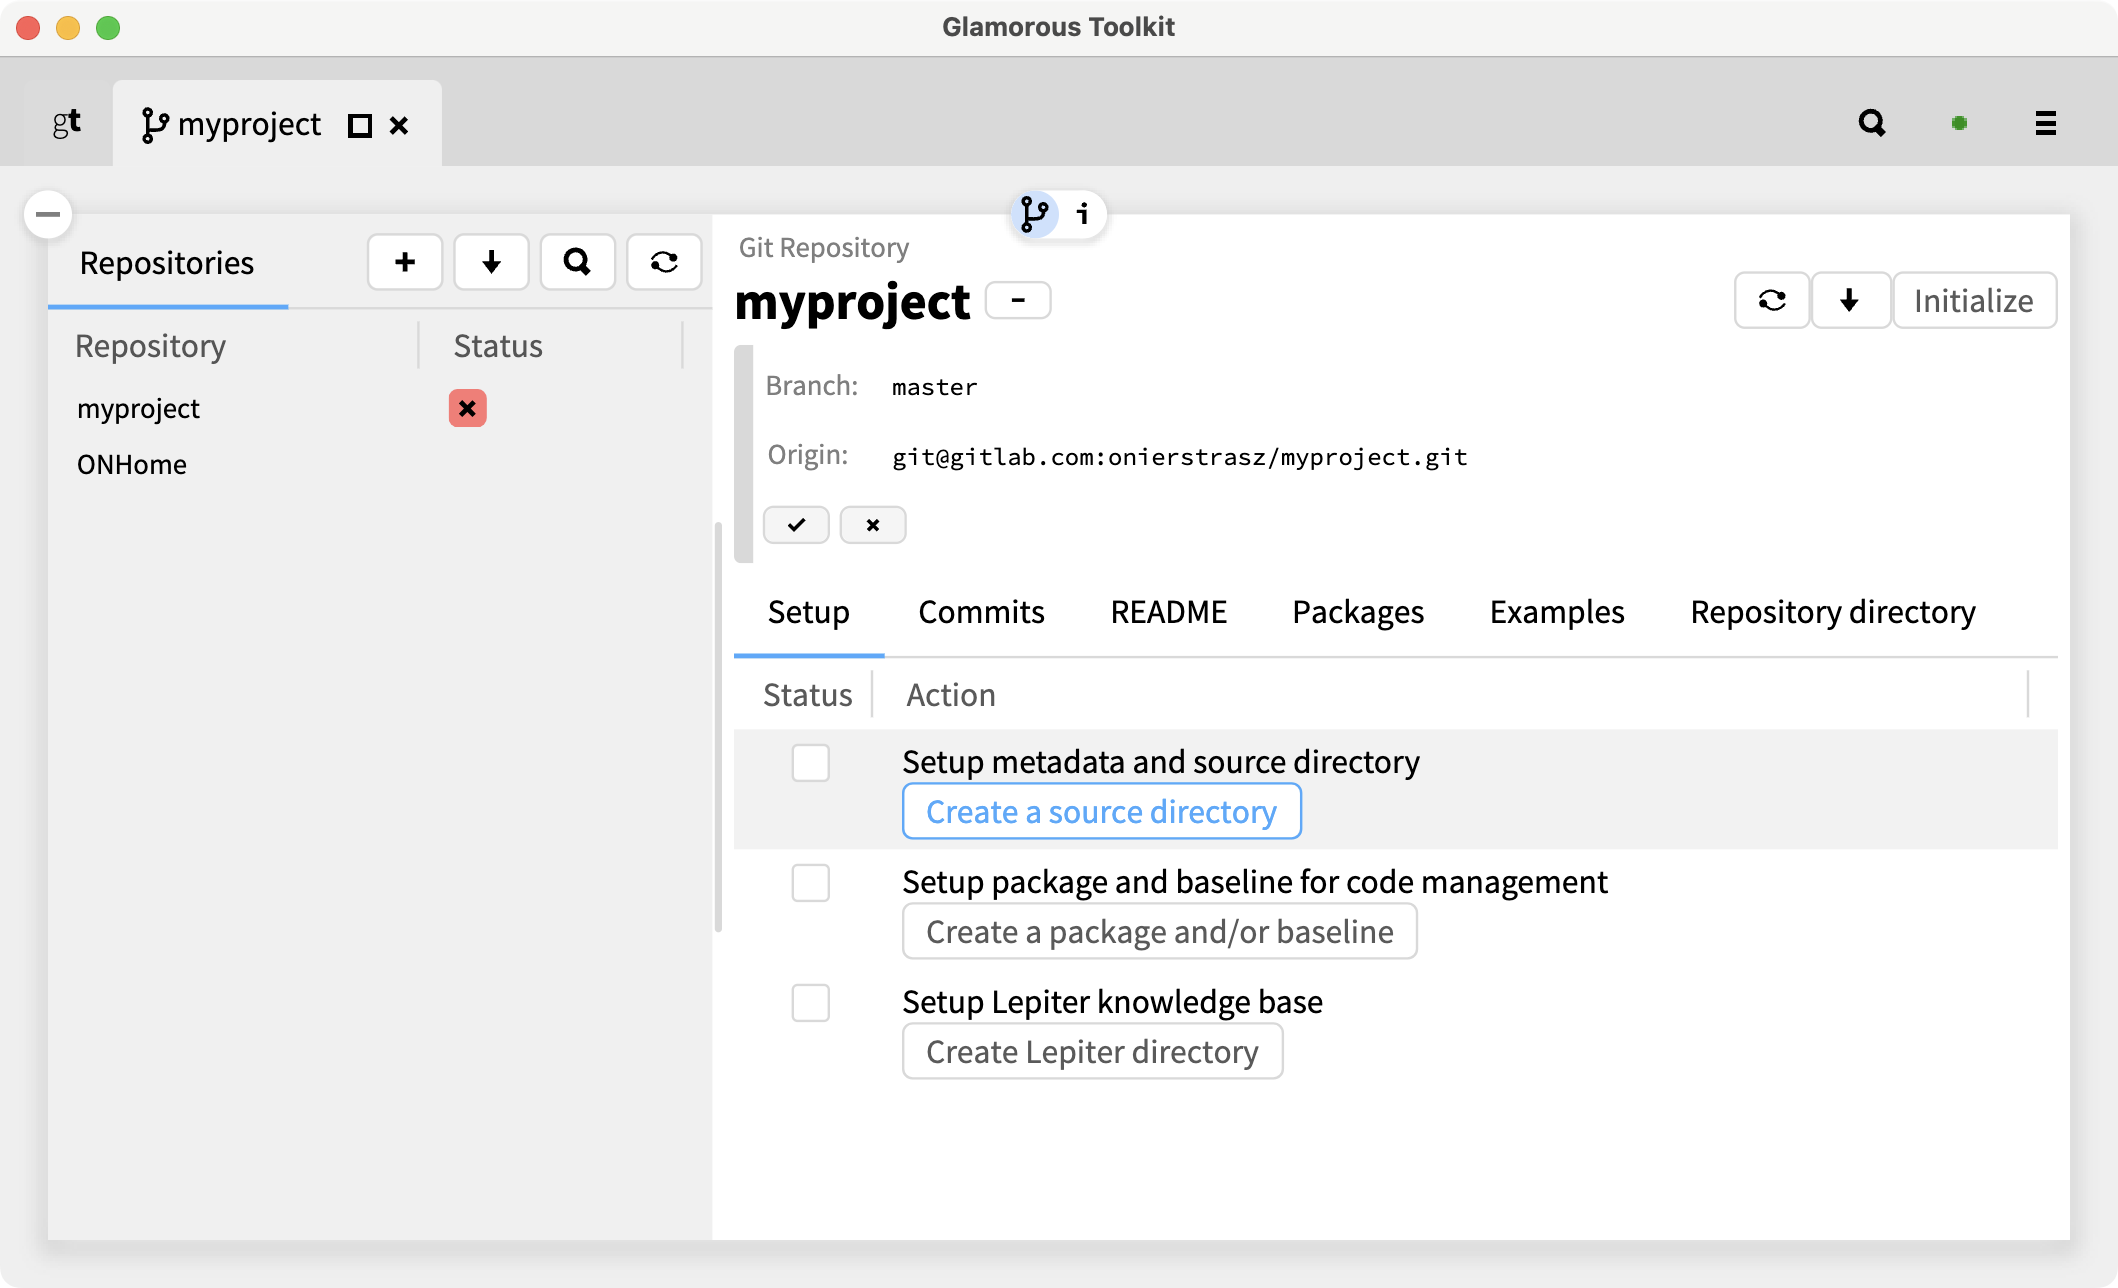 Glamorous Toolkit
gt
myproject
Repositories
Repository Status
myproject
ONHome
i
Git Repository
myproject
Initialize
Branch: master
Origin: git@gitlab.com:onierstrasz/myproject.git
Setup Commits README Packages Examples Repository directory
Status Action
Setup metadata and source directory
Create a source directory
Setup package and baseline for code management
Create a package and/or baseline
Setup Lepiter knowledge base
Create Lepiter directory